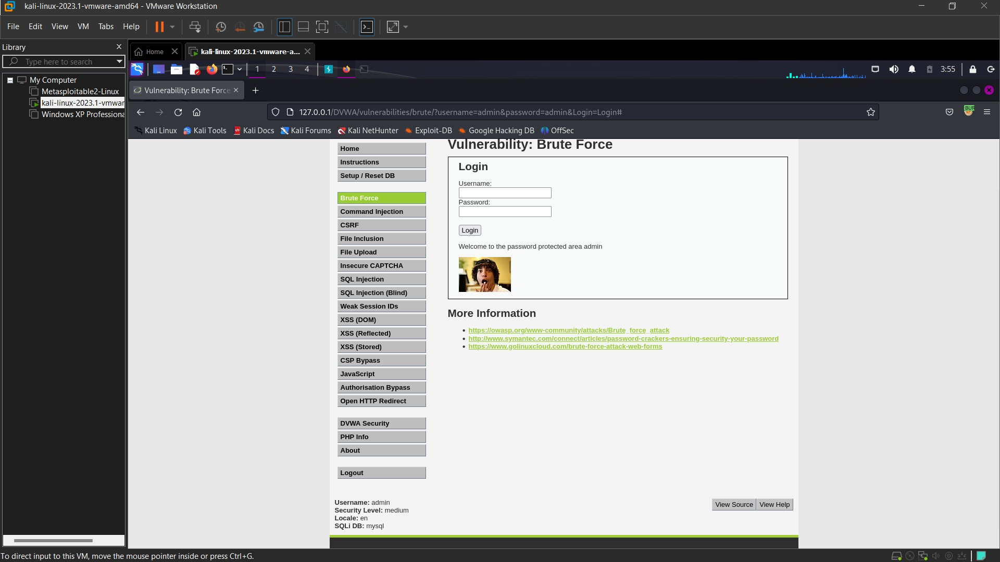 kali-linux-2023.1-vmware-amd64 - VMware Workstation
File Edit View VM Tabs Help
Library
Type here to search
My Computer
Metasploitable2-Linux
kali-linux-2023.1-vmwar
Windows XP Professiona
Home
kali-linux-2023.1-vmware-a...
1 2 3 4
3:55
Vulnerability: Brute Force
127.0.0.1/DVWA/vulnerabilities/brute/?username=admin&password=admin&Login=Login#
BUR
Kali Linux Kali Tools Kali Docs Kali Forums Kali NetHunter Exploit-DB Google Hacking DB OffSec
Home
Instructions
Setup / Reset DB
Brute Force
Command Injection
CSRF
File Inclusion
File Upload
Insecure CAPTCHA
SQL Injection
SQL Injection (Blind)
Weak Session IDs
XSS (DOM)
XSS (Reflected)
XSS (Stored)
CSP Bypass
JavaScript
Authorisation Bypass
Open HTTP Redirect
DVWA Security
PHP Info
About
Logout
Vulnerability: Brute Force
Login
Username:
Password:
Login
Welcome to the password protected area admin
More Information
https://owasp.org/www-community/attacks/Brute_force_attack
http://www.symantec.com/connect/articles/password-crackers-ensuring-security-your-password
https://www.golinuxcloud.com/brute-force-attack-web-forms
Username: admin
Security Level: medium
Locale: en
SQLi DB: mysql
View Source View Help
To direct input to this VM, move the mouse pointer inside or press Ctrl+G.